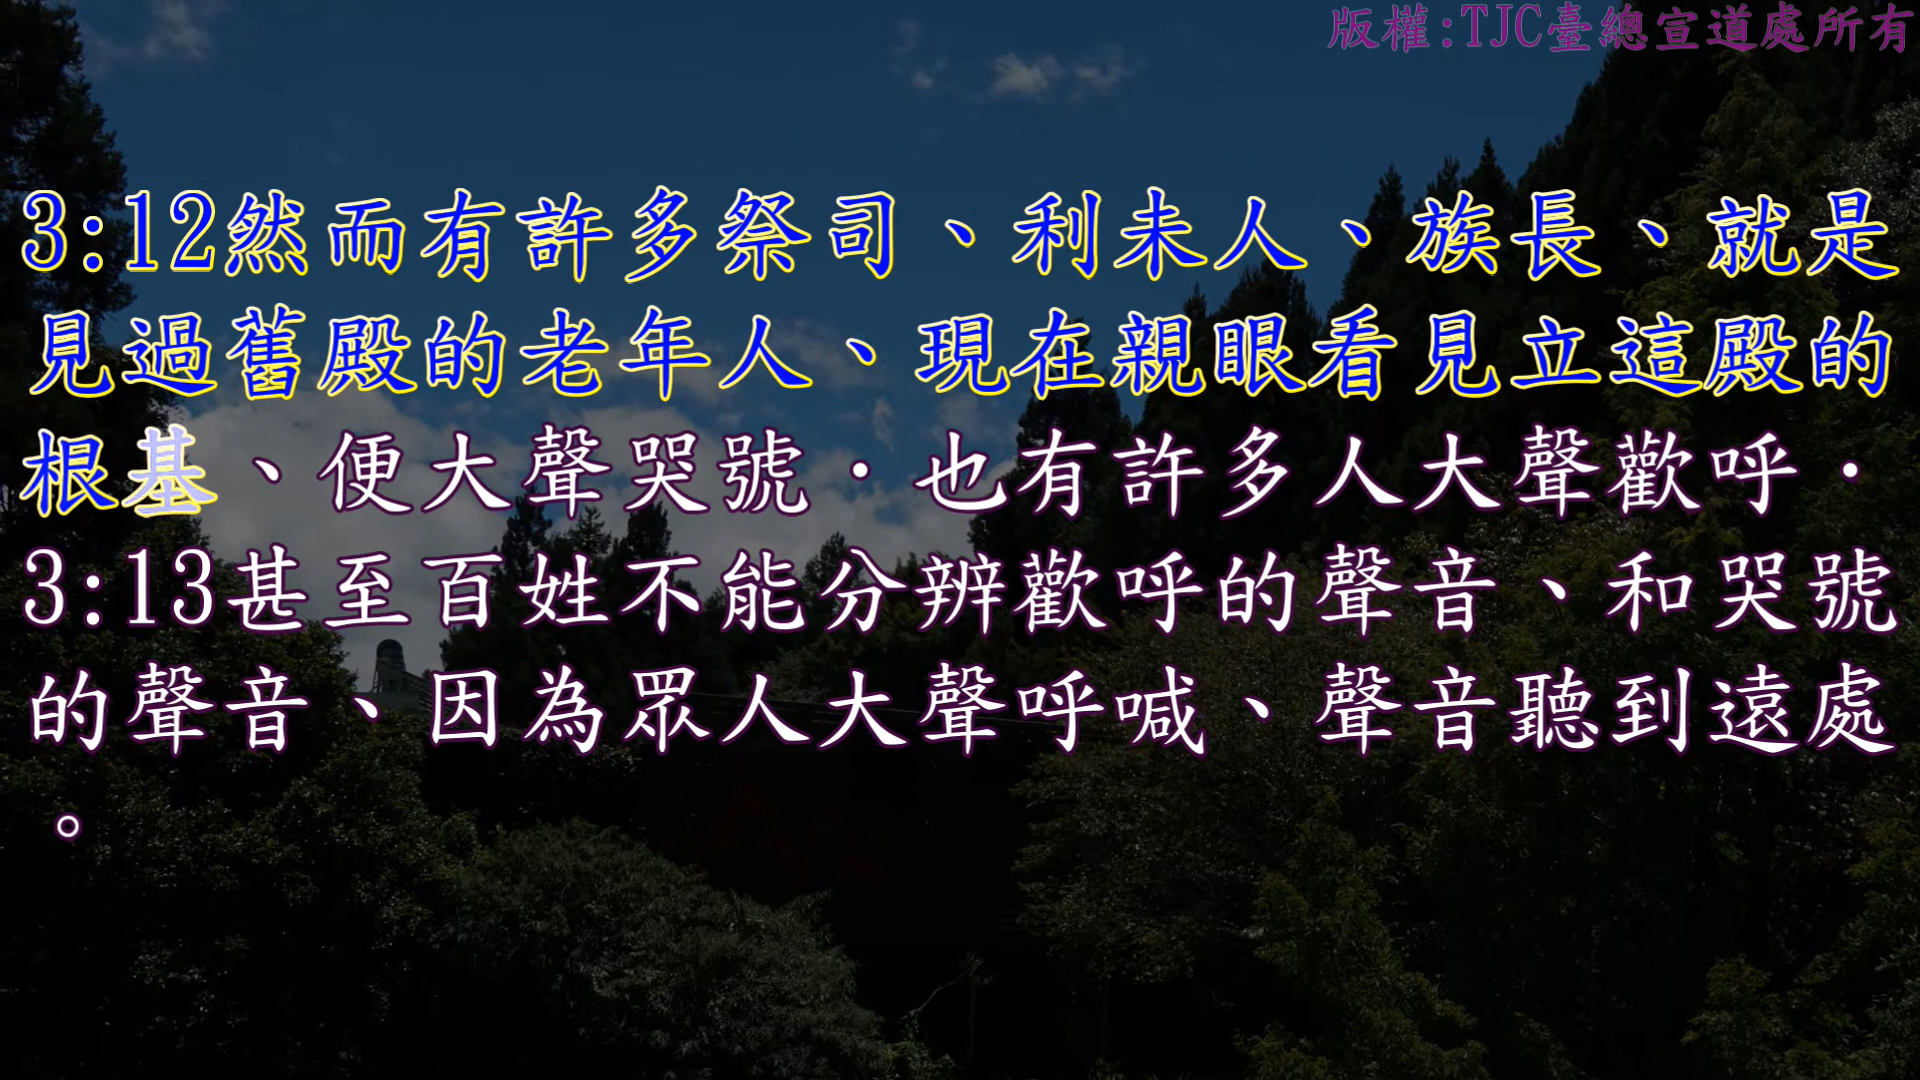 版權:TJC臺總宣道處所有
3:12然而有許多祭司、利未人、族長、就是
見過舊殿的老年人、現在親眼看見立這殿的
根基、便大聲哭號．也有許多人大聲歡呼．
3:13甚至百姓不能分辨歡呼的聲音、和哭號
的聲音、因為眾人大聲呼喊、聲音聽到遠處
。